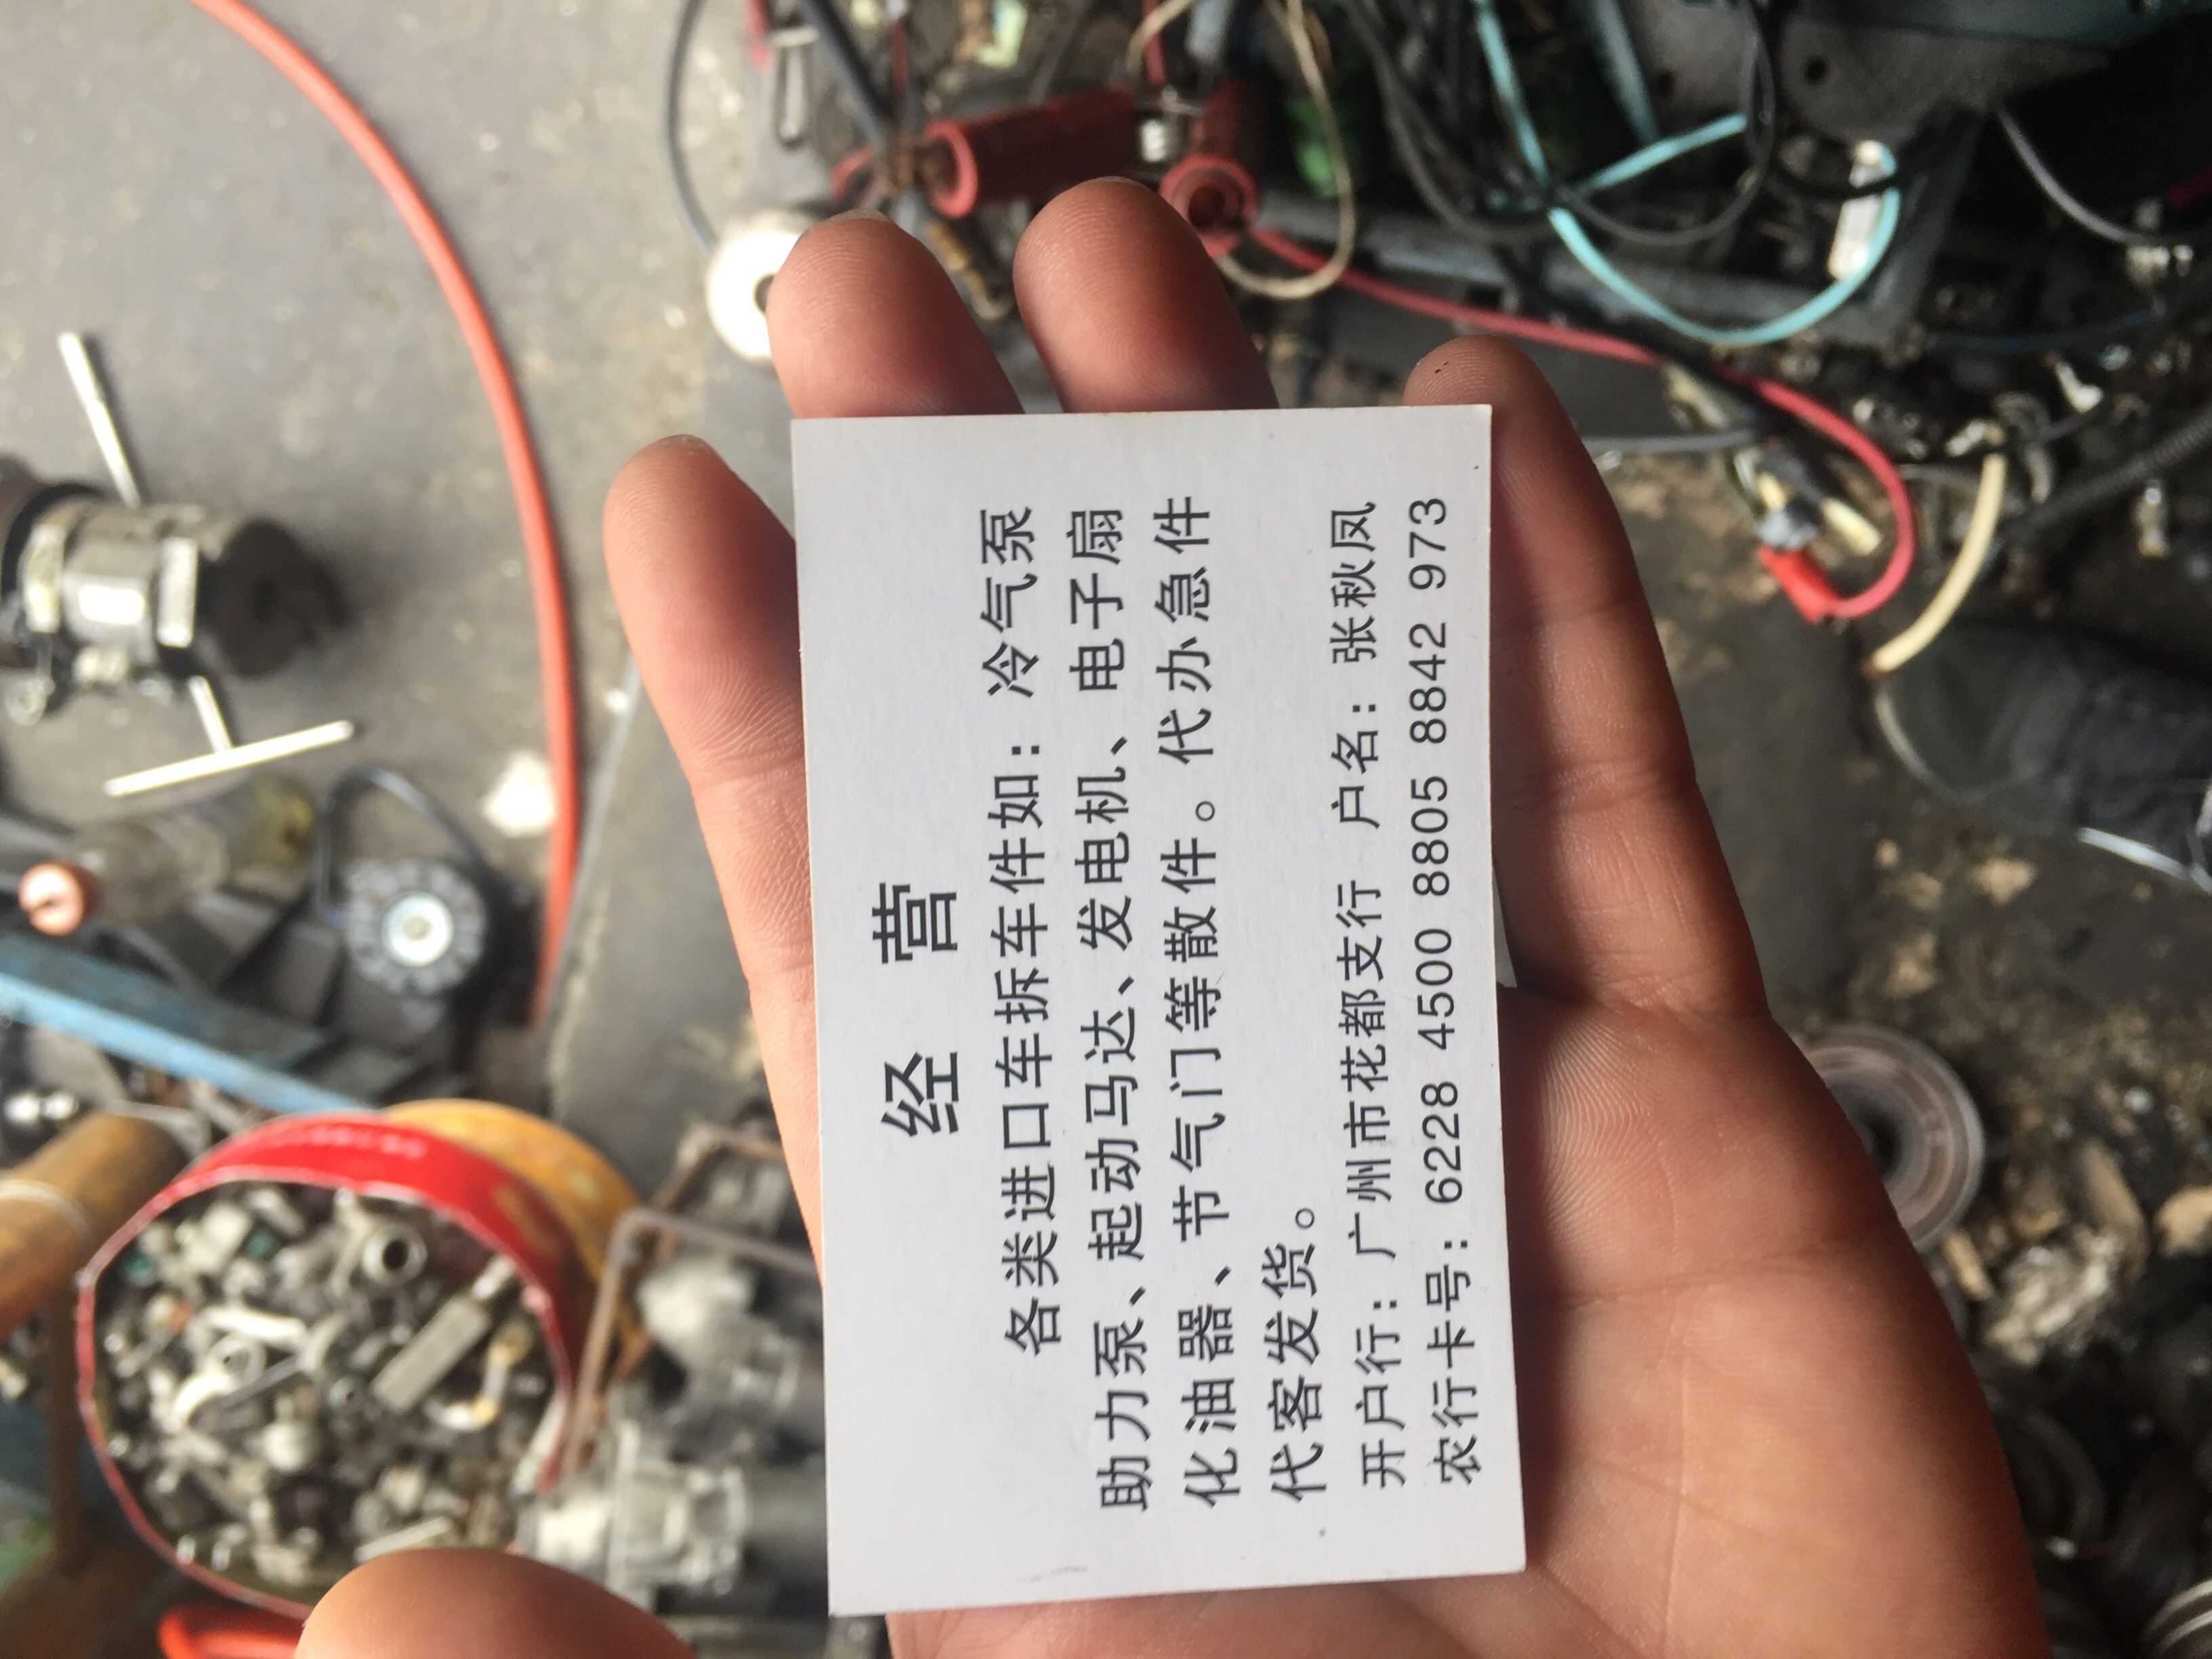 经 营
各类进口车拆车件如：冷气泵
助力泵、起动马达、发电机、电子扇
化油器、节气门等散件。代办急件
代客发货。
开户行：广州市花都支行 户名：张秋凤
农行卡号：6228 4500 8805 8842 973